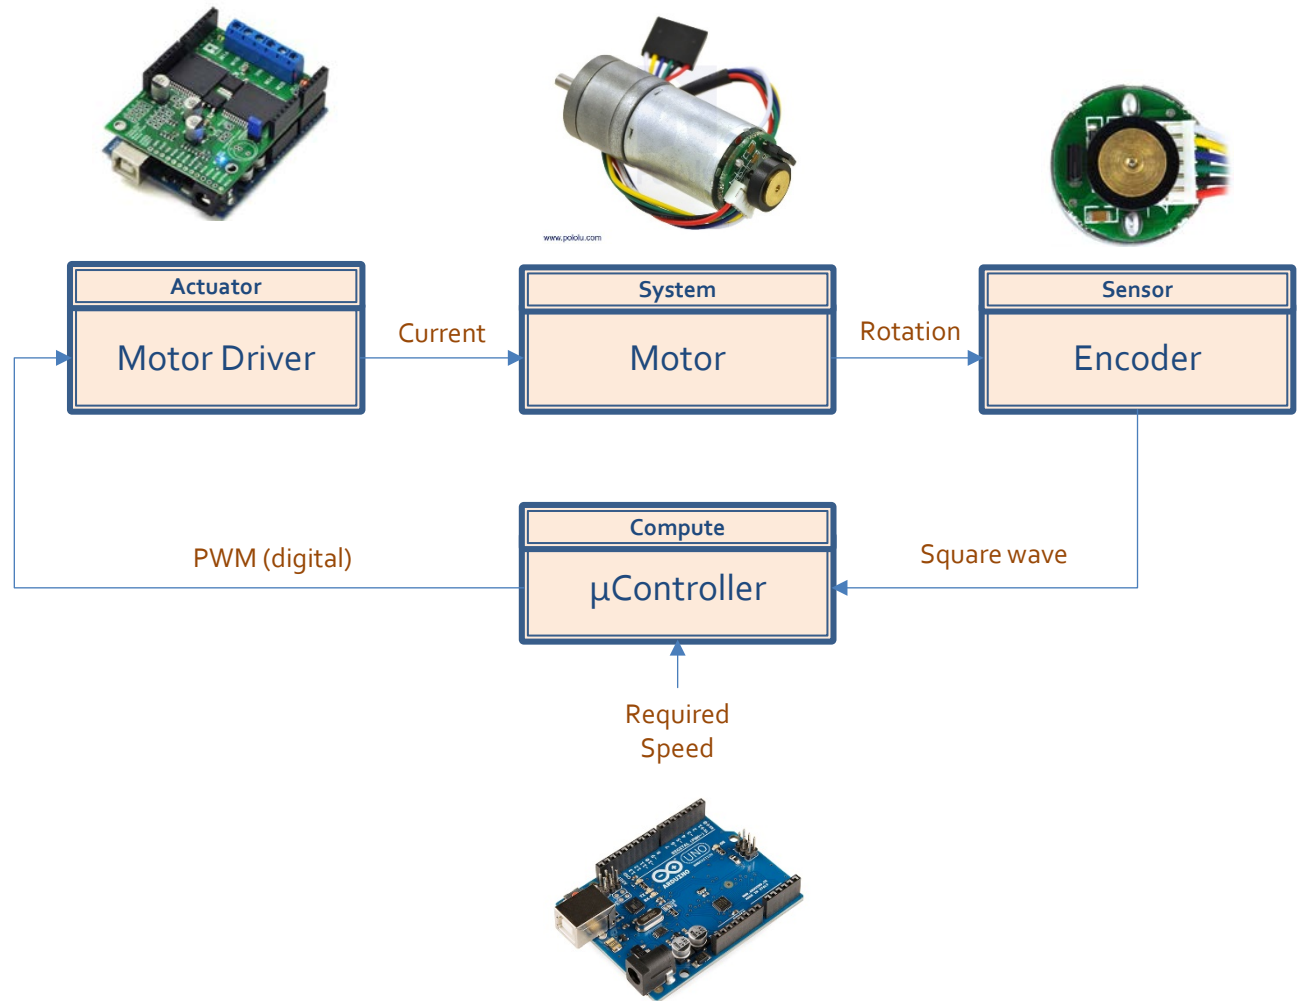 www.pololu.com
Actuator
Motor Driver
Current
System
Motor
Rotation
Sensor
Encoder
PWM (digital)
Compute
µController
Square wave
Required
Speed
UNO
ARDUINO